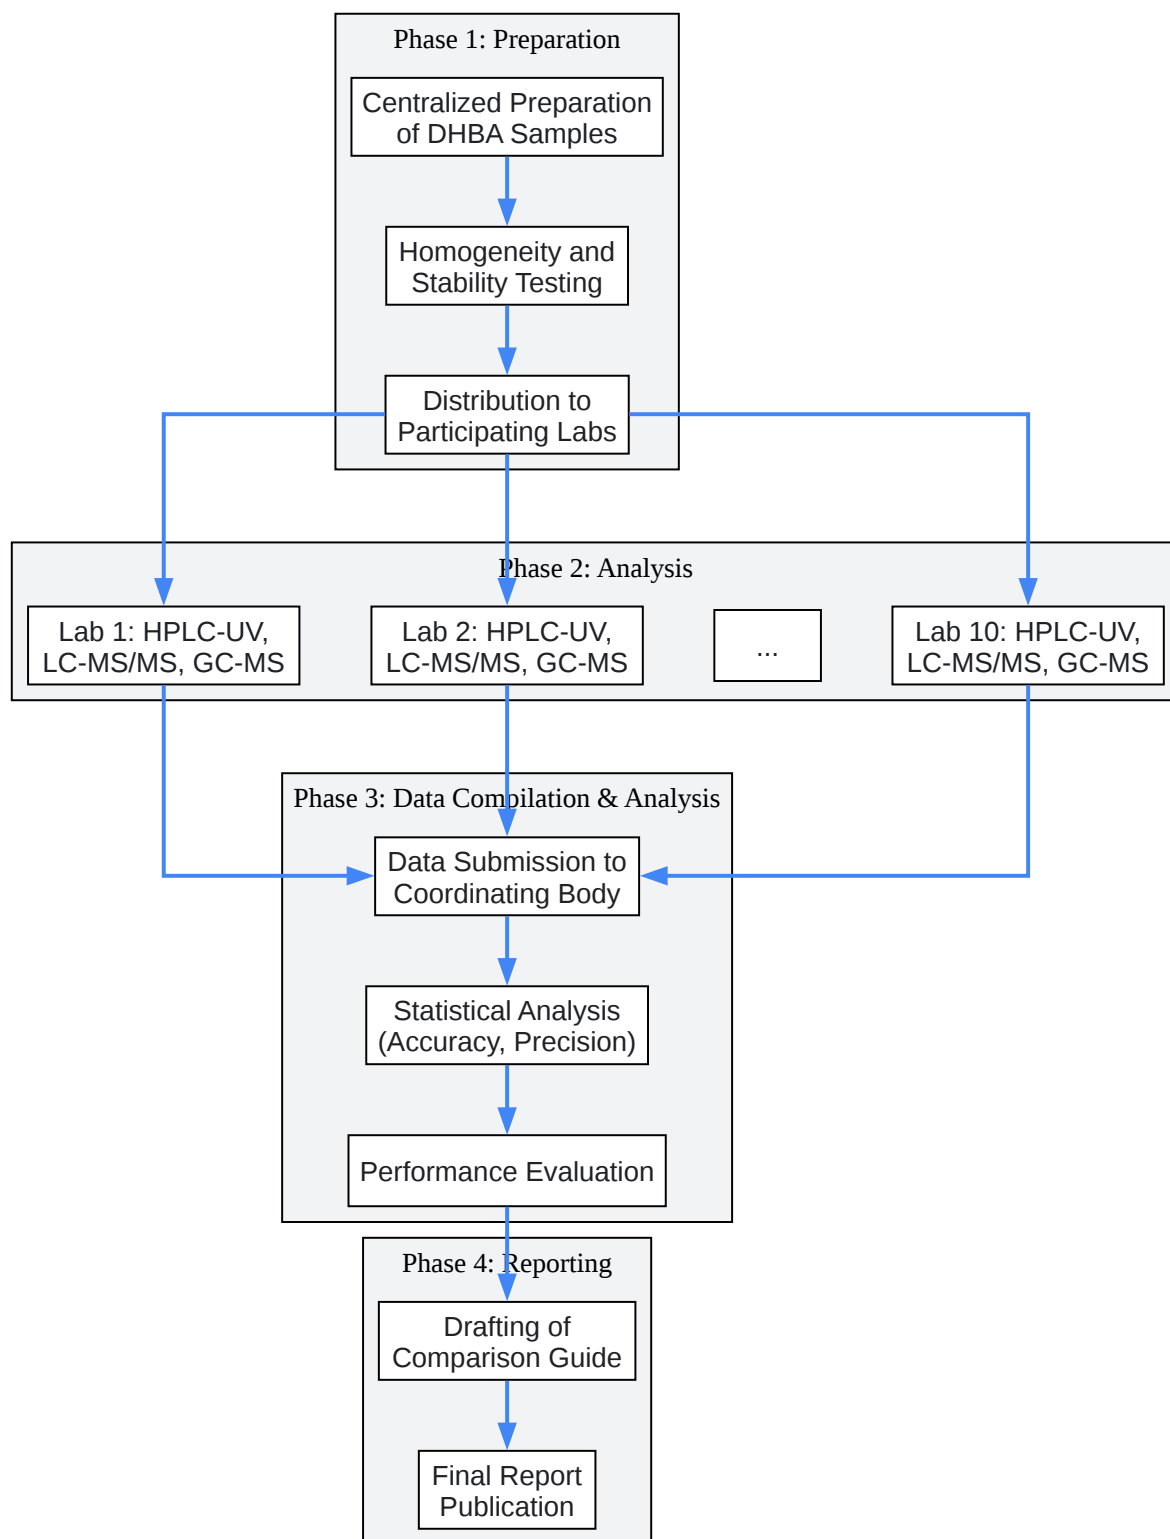 Phase 1: Preparation
Centralized Preparation
of DHBA Samples
Homogeneity and
Stability Testing
Distribution to
Participating Labs
Phase 2: Analysis
Lab 1: HPLC-UV,
LC-MS/MS, GC-MS
Lab 2: HPLC-UV,
LC-MS/MS, GC-MS
...
Lab 10: HPLC-UV,
LC-MS/MS, GC-MS
Phase 3: Data Compilation & Analysis
Data Submission to
Coordinating Body
Statistical Analysis
(Accuracy, Precision)
Performance Evaluation
Phase 4: Reporting
Drafting of
Comparison Guide
Final Report
Publication